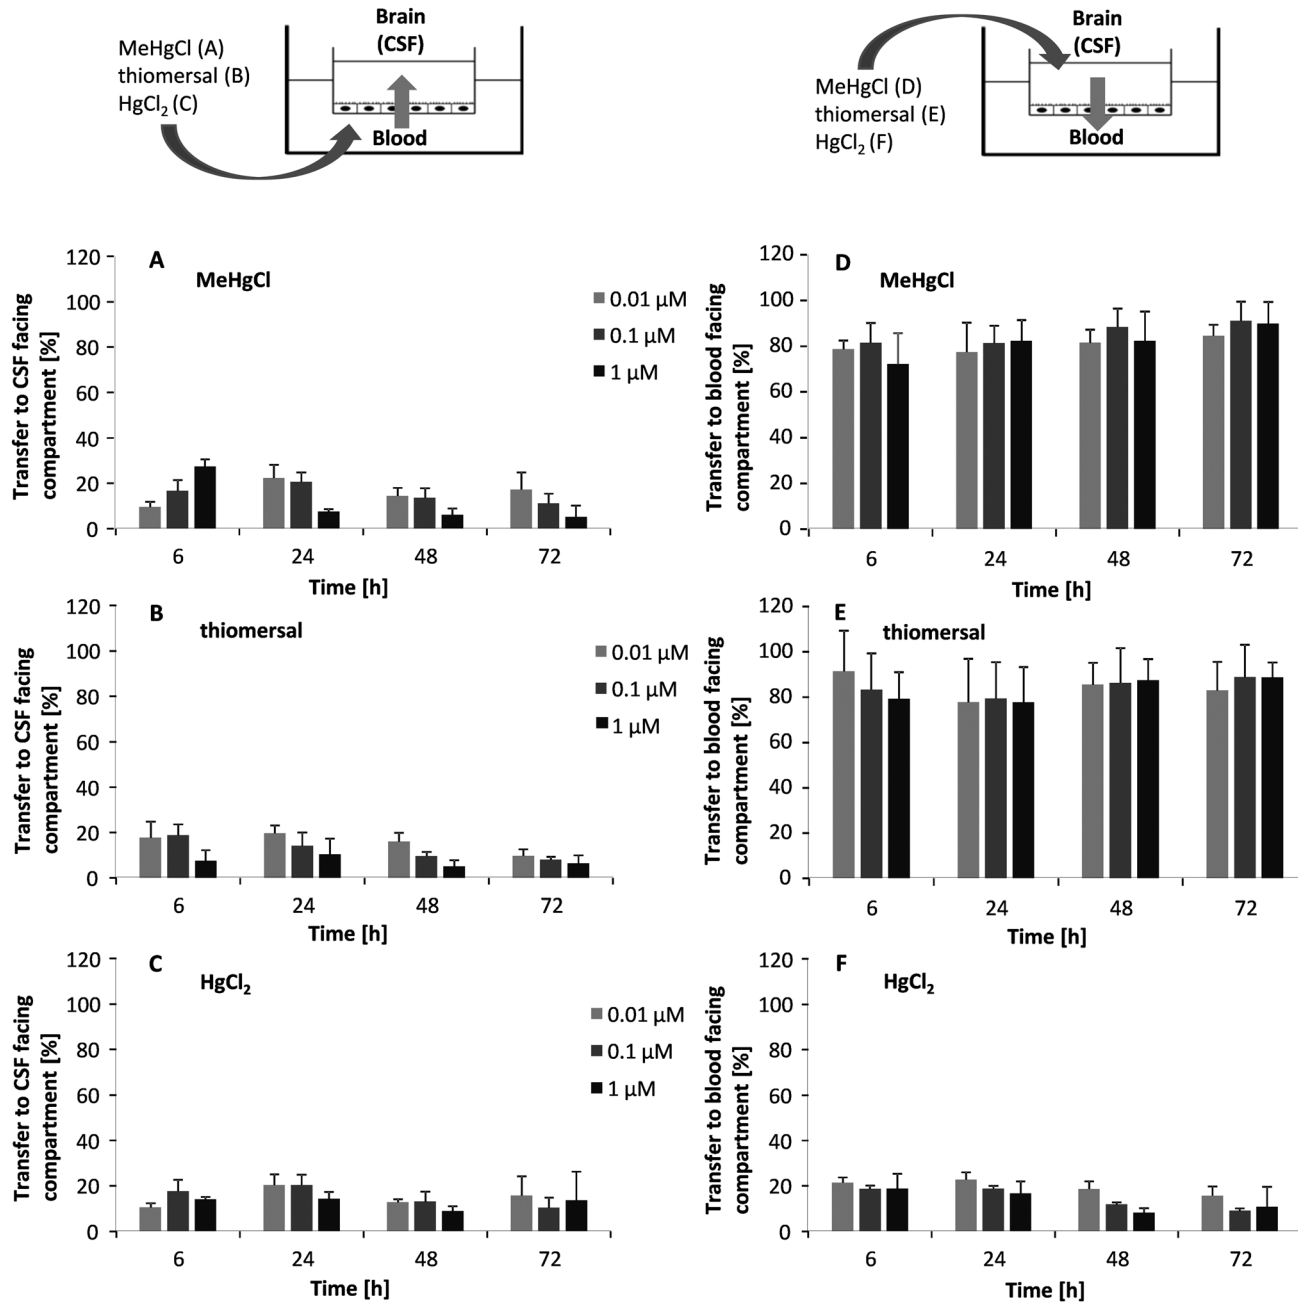 Brain
(CSF)
MeHgCl (A)
thiomersal (B)
HgCl2 (C)
Blood
Brain
(CSF)
MeHgCl (D)
thiomersal (E)
HgCl2 (F)
Blood
A
MeHgCl
Transfer to CSF facing
compartment [%]
120
100
80
60
40
20
0
6 24 48 72
Time [h]
0.01 µM
0.1 µM
1 µM
D
MeHgCl
Transfer to blood facing
compartment [%]
120
100
80
60
40
20
0
6 24 48 72
Time [h]
B
thiomersal
Transfer to CSF facing
compartment [%]
120
100
80
60
40
20
0
6 24 48 72
Time [h]
0.01 µM
0.1 µM
1 µM
E
thiomersal
Transfer to blood facing
compartment [%]
120
100
80
60
40
20
0
6 24 48 72
Time [h]
C
HgCl2
Transfer to CSF facing
compartment [%]
120
100
80
60
40
20
0
6 24 48 72
Time [h]
0.01 µM
0.1 µM
1 µM
F
HgCl2
Transfer to blood facing
compartment [%]
120
100
80
60
40
20
0
6 24 48 72
Time [h]